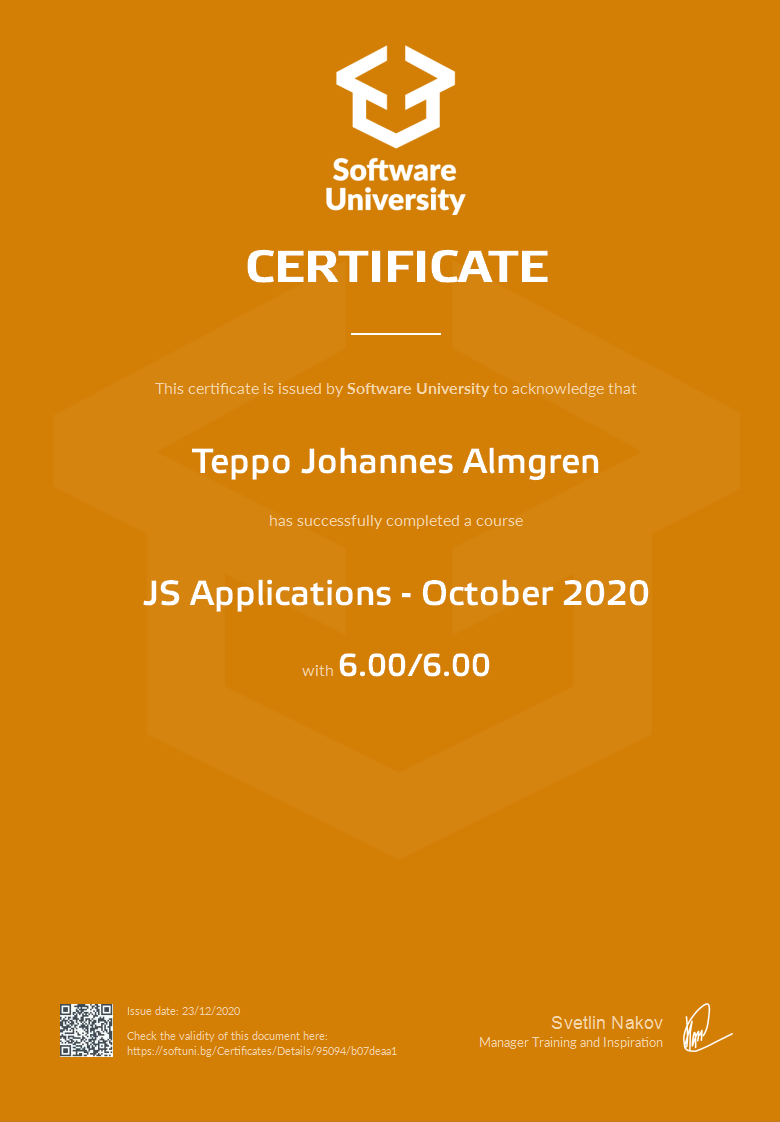 Software
University
CERTIFICATE
This certificate is issued by Software University to acknowledge that
Teppo Johannes Almgren
has successfully completed a course
JS Applications - October 2020
with 6.00/6.00
Issue date: 23/12/2020
Check the validity of this document here:
https://softuni.bg/Certificates/Details/95094/b07deaa1
Svetlin Nakov
Manager Training and Inspiration